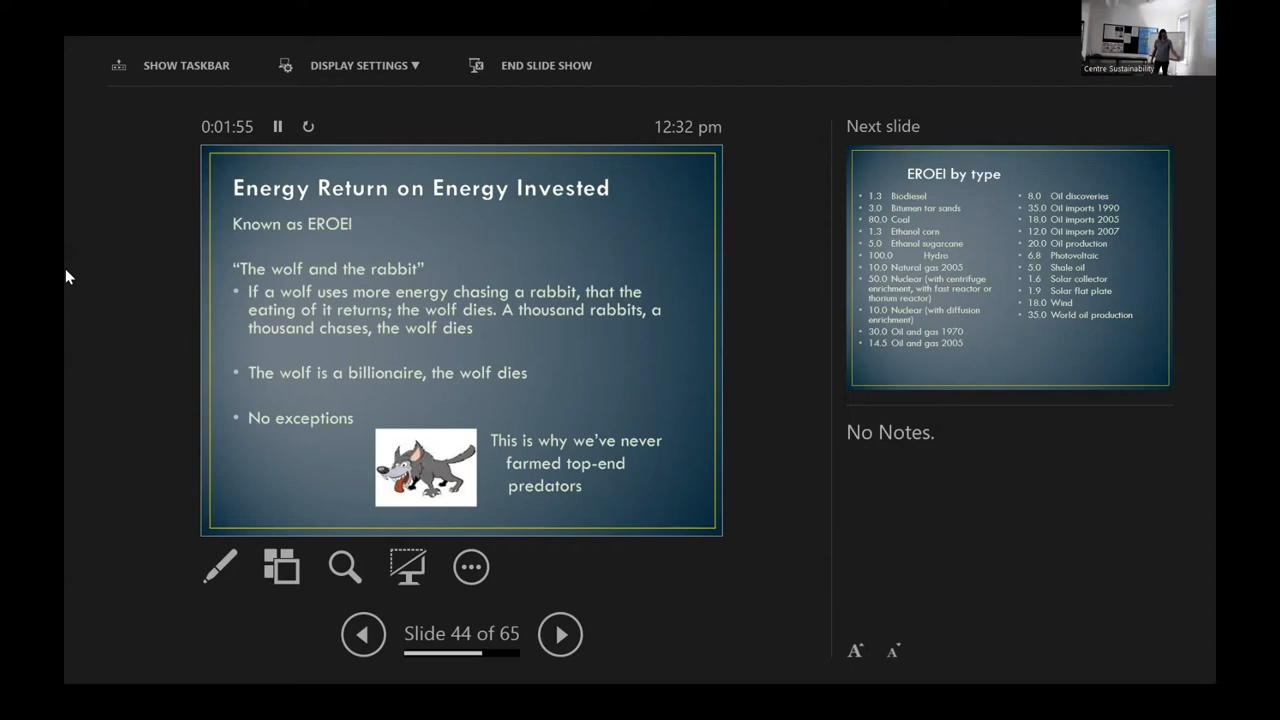 SHOW TASKBAR
DISPLAY SETTINGS ▼
END SLIDE SHOW
Centre Sustainability
0:01:55
12:32 pm
Energy Return on Energy Invested
Known as EROEI
“The wolf and the rabbit”
• If a wolf uses more energy chasing a rabbit, that the
eating of it returns; the wolf dies. A thousand rabbits, a
thousand chases, the wolf dies
• The wolf is a billionaire, the wolf dies
• No exceptions
This is why we’ve never
farmed top-end
predators
Slide 44 of 65
Next slide
EROEI by type
• 1.3 Biodiesel
• 3.0 Bitumen tar sands
• 80.0 Coal
• 1.3 Ethanol corn
• 5.0 Ethanol sugarcane
• 100.0 Hydro
• 10.0 Natural gas 2005
• 50.0 Nuclear (with centrifuge
enrichment, with fast reactor or
thorium reactor)
• 10.0 Nuclear (with diffusion
enrichment)
• 30.0 Oil and gas 1970
• 14.5 Oil and gas 2005
• 8.0 Oil discoveries
• 35.0 Oil imports 1990
• 18.0 Oil imports 2005
• 12.0 Oil imports 2007
• 20.0 Oil production
• 6.8 Photovoltaic
• 5.0 Shale oil
• 1.6 Solar collector
• 1.9 Solar flat plate
• 18.0 Wind
• 35.0 World oil production
No Notes.
A A